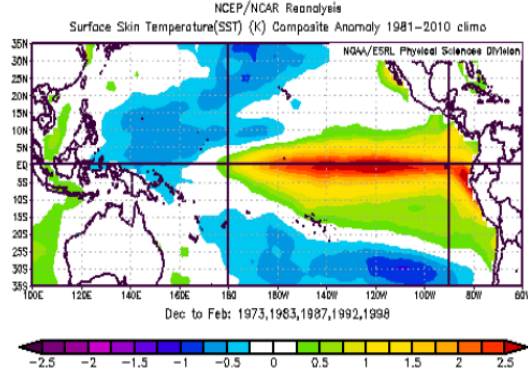 NCEP/NCAR Reanalysis
Surface Skin Temperature(SST) (K) Composite Anomaly 1981-2010 climo
NOAA/ESRL Physical Sciences Division
35N
30N
25N
20N
15N
10N
5N
EQ
5S
10S
15S
20S
25S
30S
35S
100E 120E 140E 160E 180 160W 140W 120W 100W 80W 60W
Dec to Feb: 1973,1983,1987,1992,1998
-2.5 -2 -1.5 -1 -0.5 0 0.5 1 1.5 2 2.5